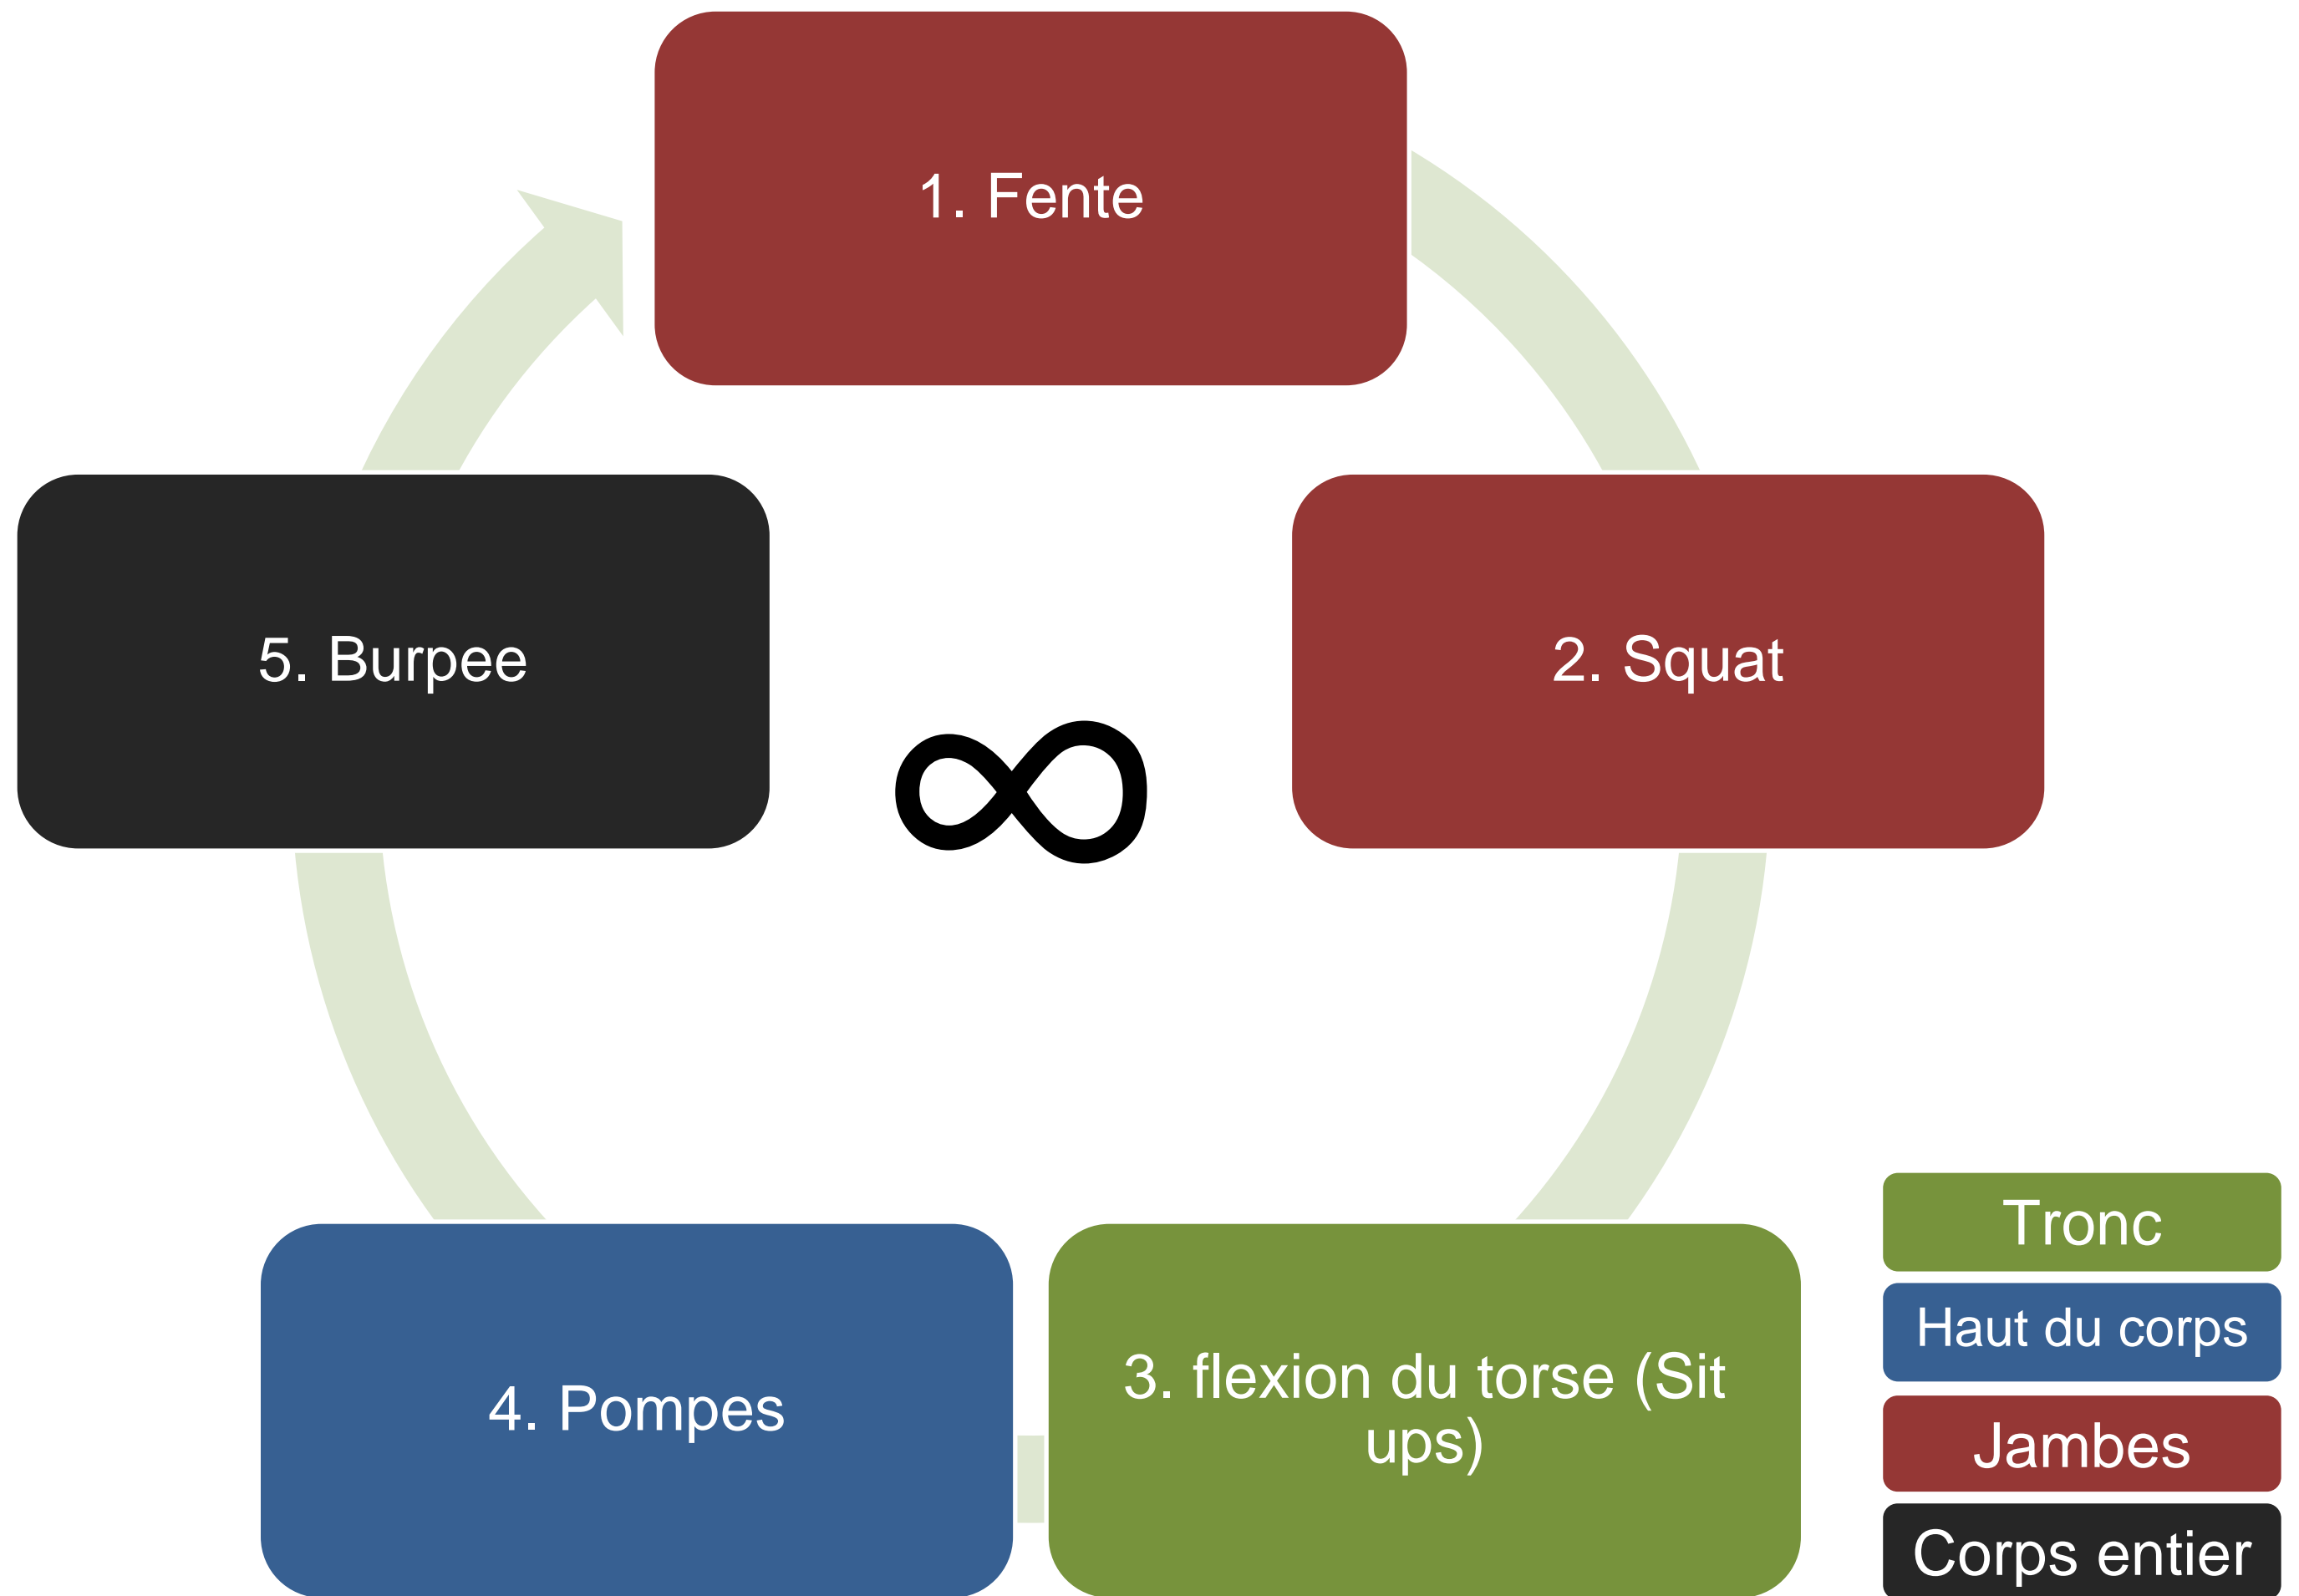 1. Fente
5. Burpee
2. Squat
4. Pompes
3. flexion du torse (Sit
ups)
Tronc
Haut du corps
Jambes
Corps entier